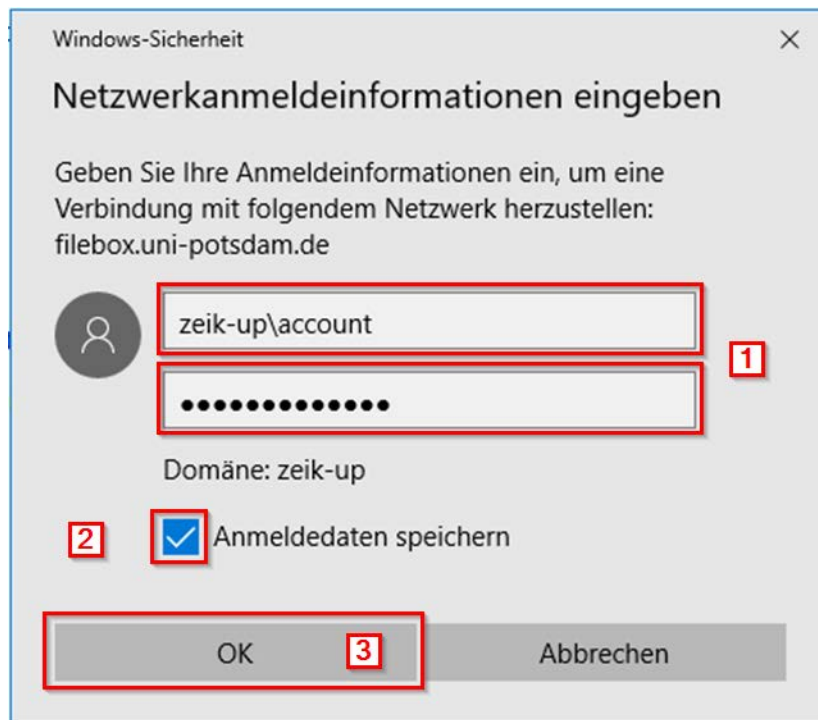 Windows-Sicherheit
Netzwerkanmeldeinformationen eingeben
Geben Sie Ihre Anmeldeinformationen ein, um eine
Verbindung mit folgendem Netzwerk herzustellen:
filebox.uni-potsdam.de
zeik-up\account
1
•••••••••••••
Domäne: zeik-up
2
Anmeldedaten speichern
OK
3
Abbrechen